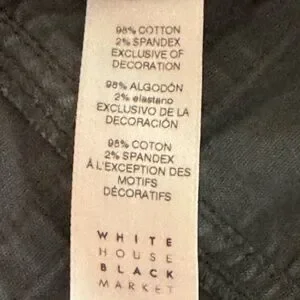 98% COTTON
2% SPANDEX
EXCLUSIVE OF
DECORATION
98% ALGODÓN
2% elastano
EXCLUSIVO DE LA
DECORACIÓN
98% COTON
2% SPANDEX
À L'EXCEPTION DES
MOTIFS
DÉCORATIFS
WHITE
HOUSE
BLACK
MARKET